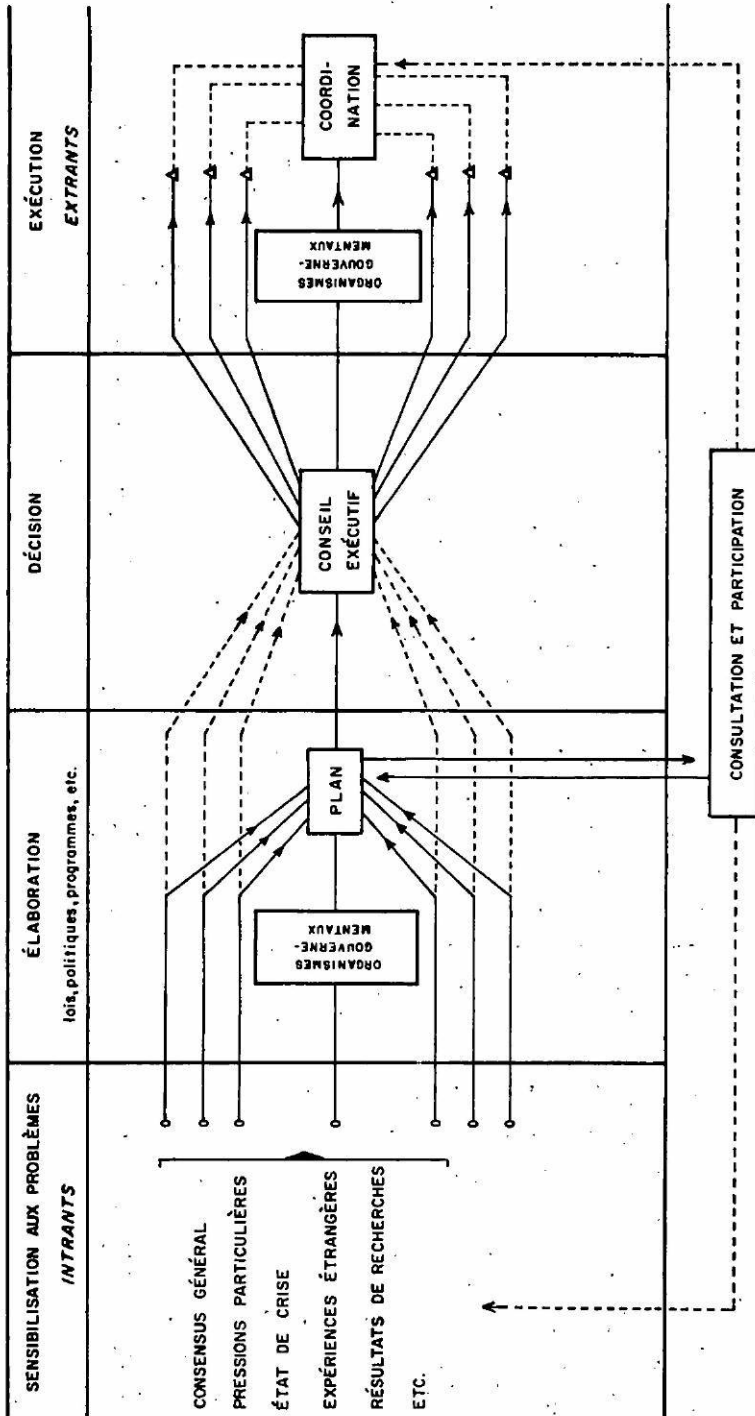 SENSIBILISATION AUX PROBLÈMES
INTRANTS
ÉLABORATION
lois, politiques, programmes, etc.
DÉCISION
EXÉCUTION
EXTRANTS
CONSENSUS GÉNÉRAL
PRESSIONS PARTICULIÈRES
ÉTAT DE CRISE
EXPÉRIENCES ÉTRANGÈRES
RÉSULTATS DE RECHERCHES
ETC.
ORGANISMES
GOUVERNE-
MENTAUX
PLAN
CONSEIL
EXÉCUTIF
ORGANISMES
GOUVERNE-
MENTAUX
COORDI-
NATION
CONSULTATION ET PARTICIPATION